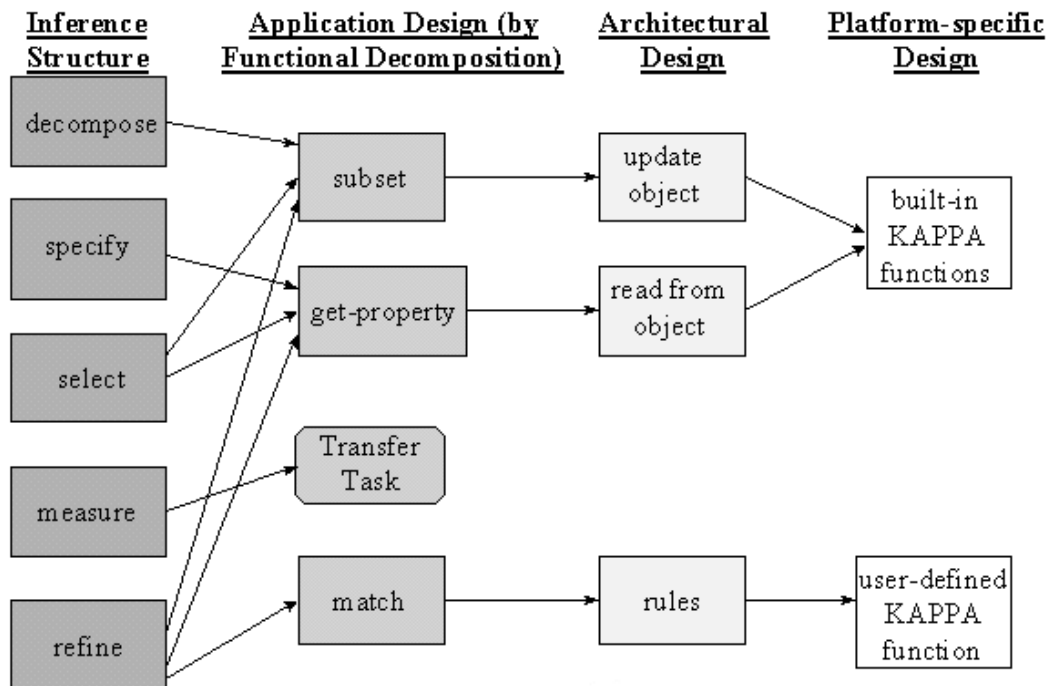 Inference
Structure
Application Design (by
Functional Decomposition)
Architectural
Design
Platform-specific
Design
decompose
specify
select
measure
refine
subset
get-property
Transfer
Task
match
update
object
read from
object
rules
built-in
KAPPA
functions
user-defined
KAPPA
function